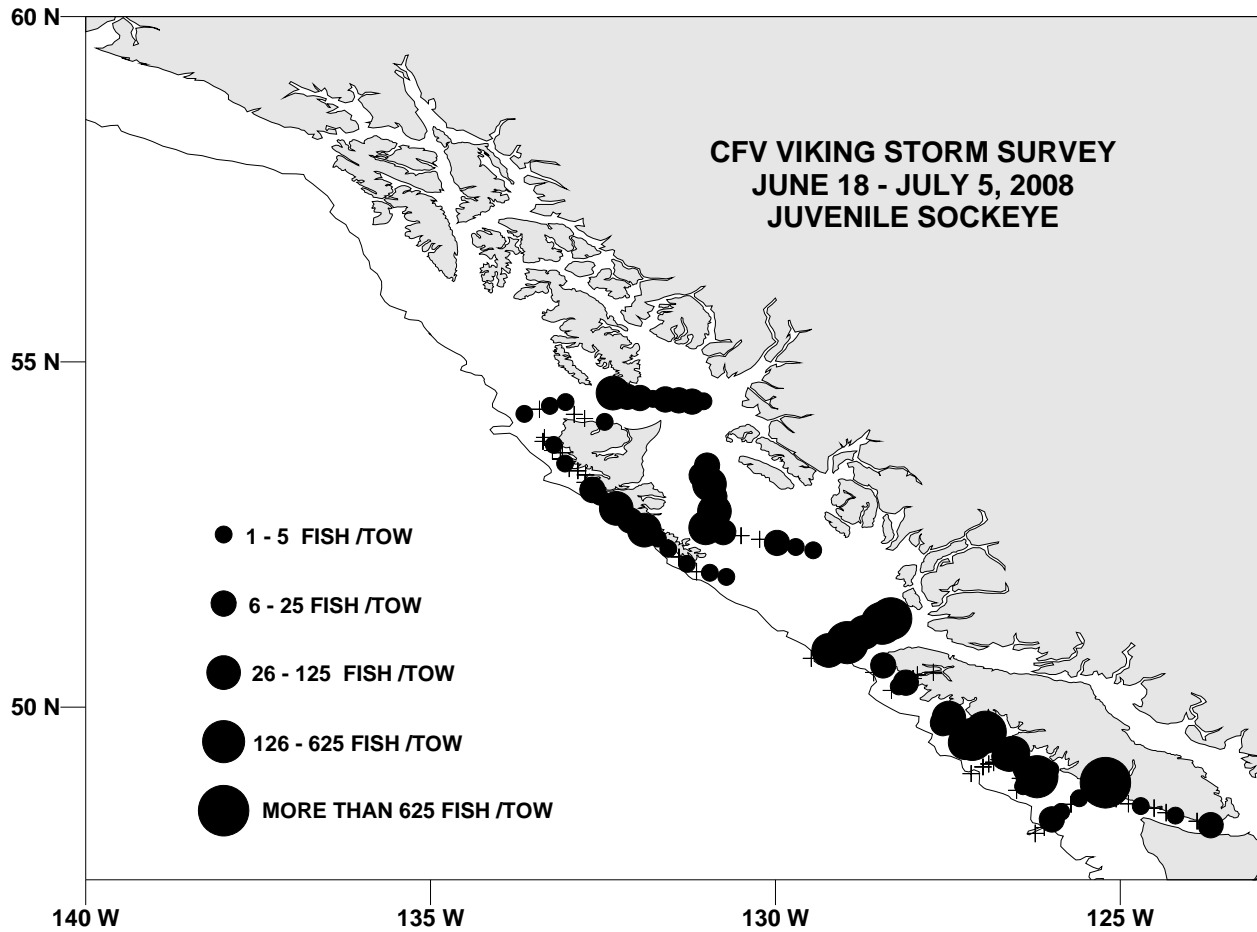 60 N
CFV VIKING STORM SURVEY
JUNE 18 - JULY 5, 2008
JUVENILE SOCKEYE
55 N
1 - 5 FISH /TOW
6 - 25 FISH /TOW
26 - 125 FISH /TOW
50 N
126 - 625 FISH /TOW
MORE THAN 625 FISH /TOW
140 W
135 W
130 W
125 W